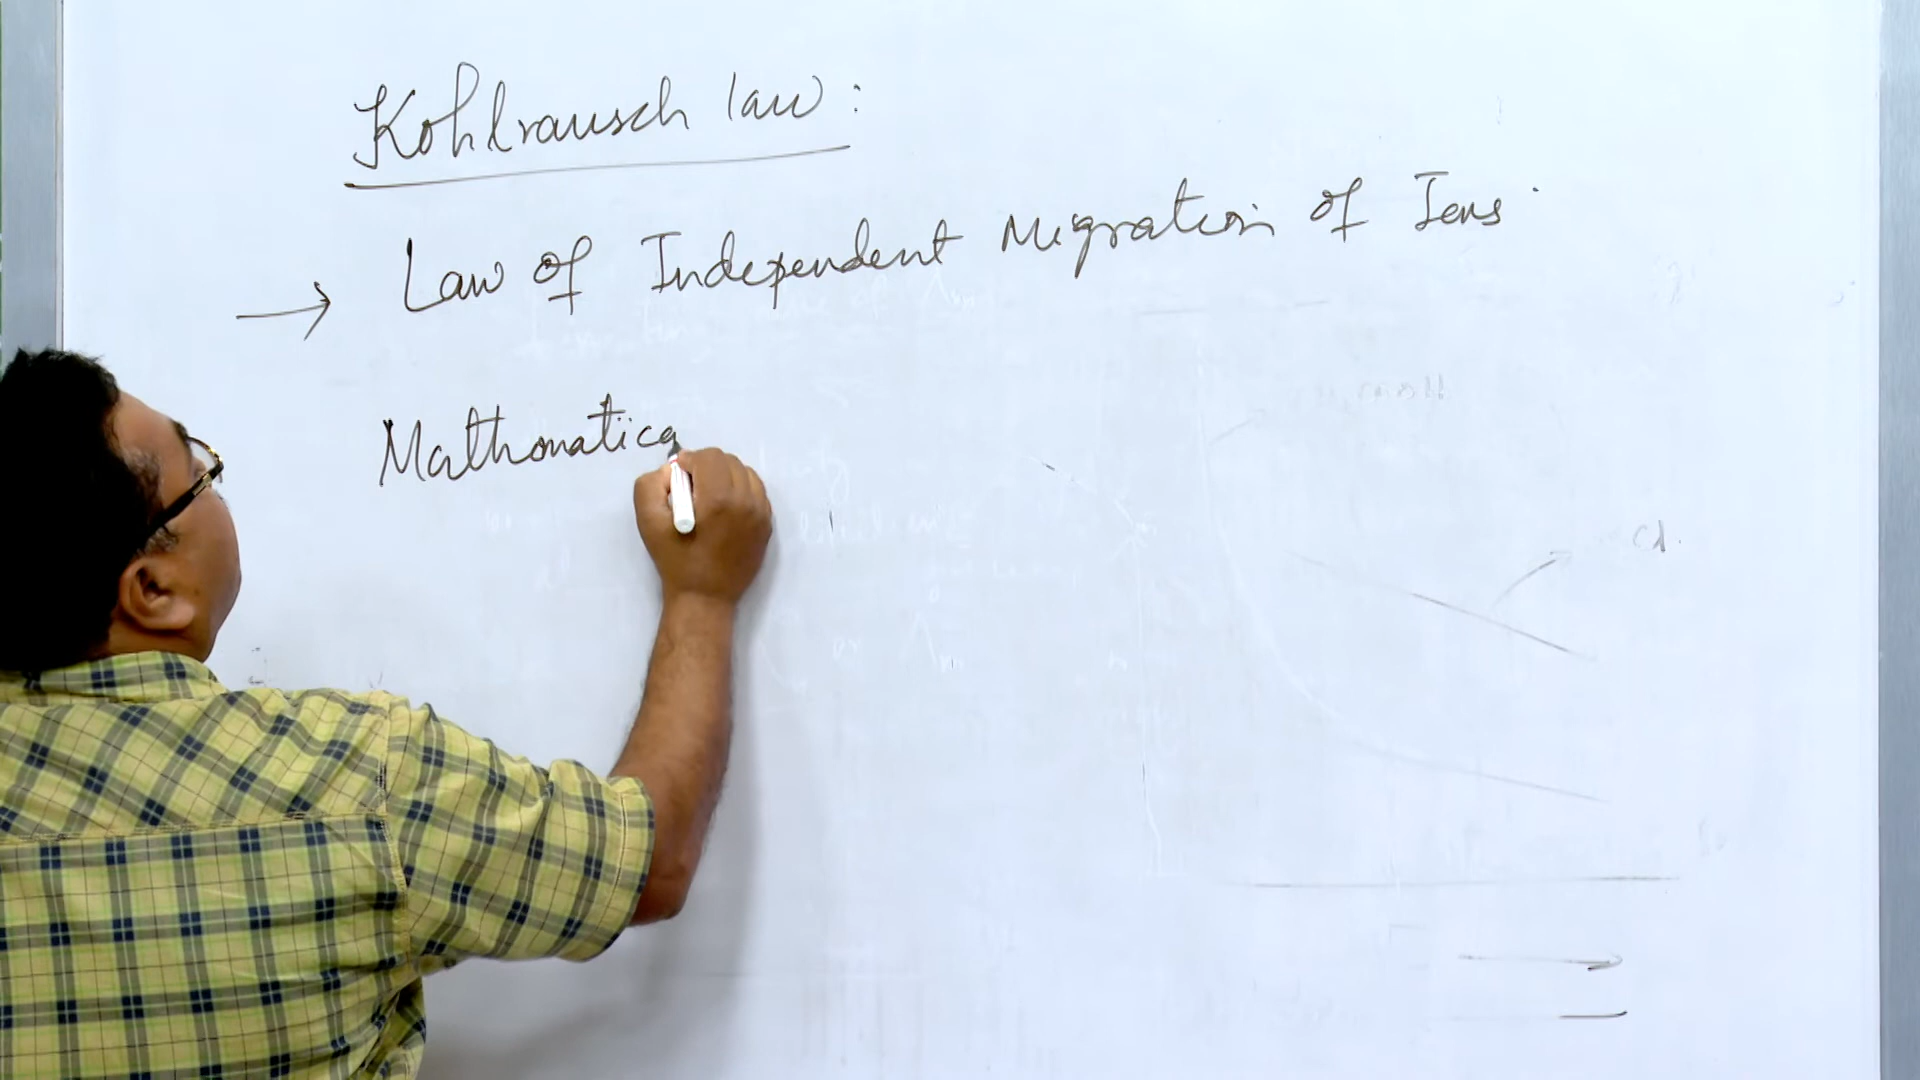 Kohlrausch law:
→ Law of Independent Migration of Ions.
Mathematica